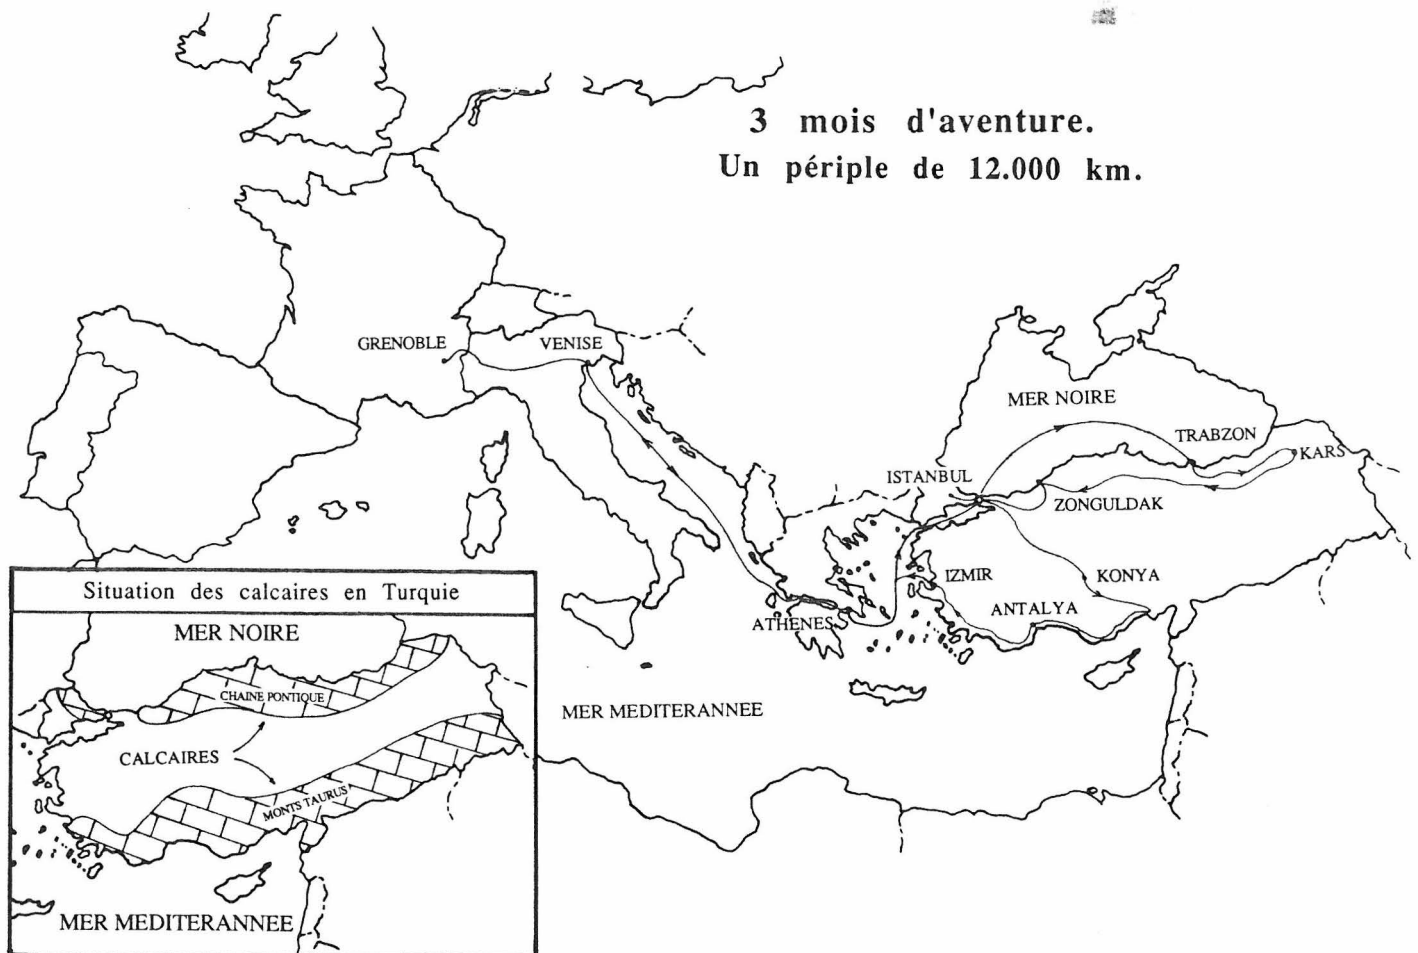 3 mois d'aventure.
Un périple de 12.000 km.
GRENOBLE
VENISE
MER NOIRE
TRABZON
KARS
ISTANBUL
ZONGULDAK
IZMIR
KONYA
ANTALYA
ATHENES
MER MEDITERANNEE
Situation des calcaires en Turquie
MER NOIRE
CHAINE PONTIQUE
CALCAIRES
MONTS TAURUS
MER MEDITERANNEE